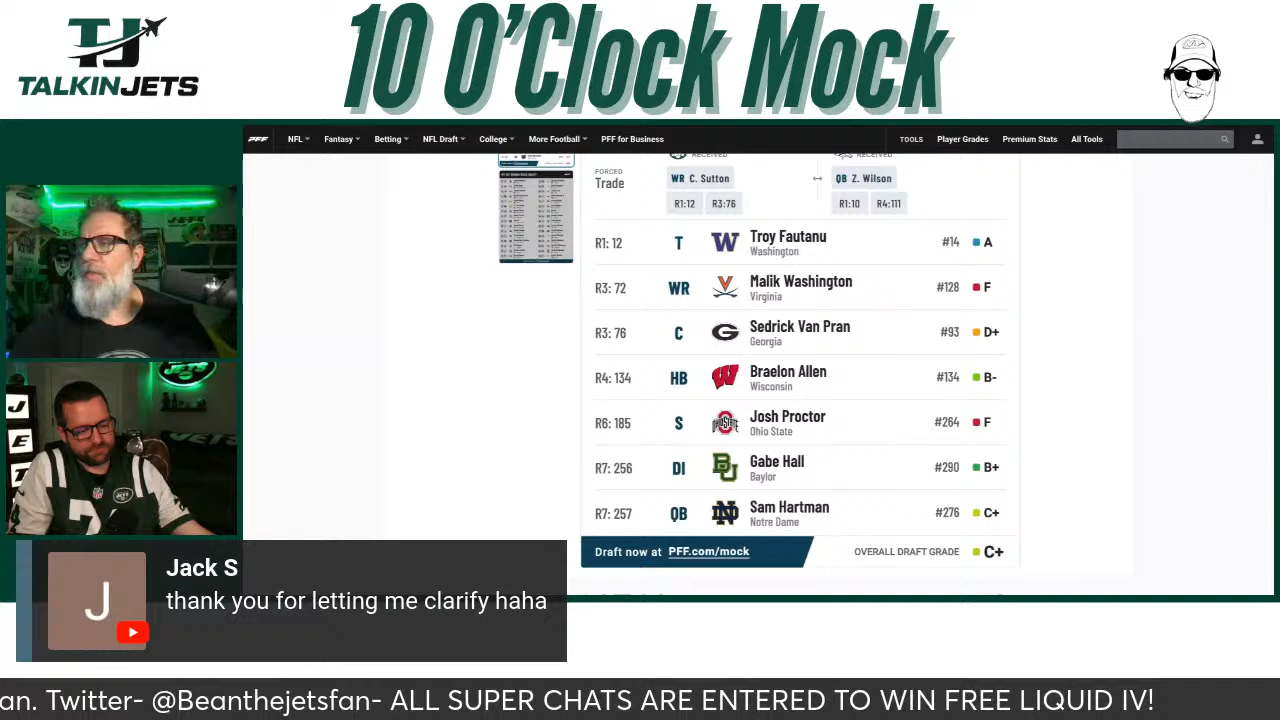 TJ
TALKINJETS
10 O'Clock Mock
PFF
NFL
Fantasy
Betting
NFL Draft
College
More Football
PFF for Business
TOOLS
Player Grades
Premium Stats
All Tools
RECEIVED
RECEIVED
FORCED
Trade
WR C. Sutton
QB Z. Wilson
R1:12
R3:76
R1:10
R4:111
R1: 12 T Troy Fautanu #14 A
Washington
R3: 72 WR Malik Washington #128 F
Virginia
R3: 76 C Sedrick Van Pran #93 D+
Georgia
R4: 134 HB Braelon Allen #134 B-
Wisconsin
R6: 185 S Josh Proctor #264 F
Ohio State
R7: 256 DI Gabe Hall #290 B+
Baylor
R7: 257 QB Sam Hartman #276 C+
Notre Dame
Draft now at PFF.com/mock
OVERALL DRAFT GRADE C+
JETS
J
E
T
J
Jack S
thank you for letting me clarify haha
an. Twitter- @Beanthejetsfan- ALL SUPER CHATS ARE ENTERED TO WIN FREE LIQUID IV!